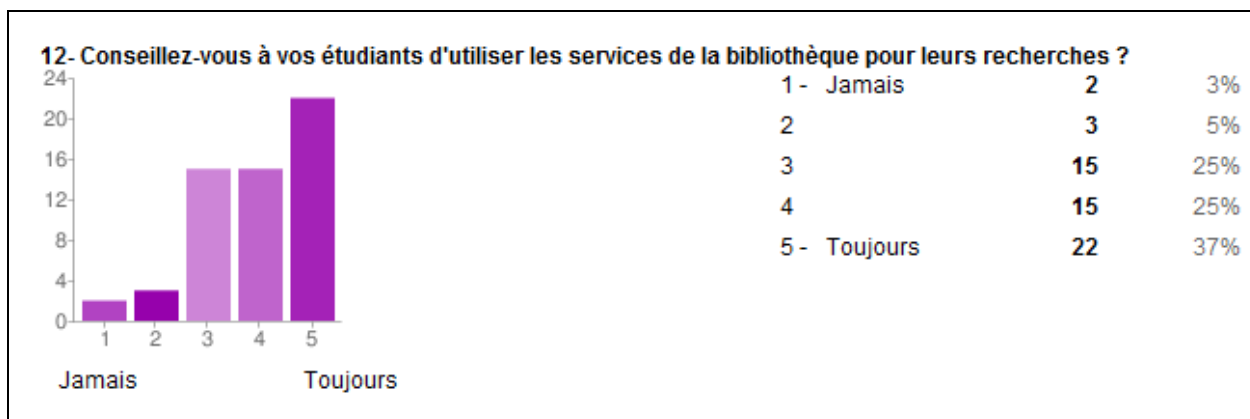 12- Conseillez-vous à vos étudiants d'utiliser les services de la bibliothèque pour leurs recherches ?
24
20
16
12
8
4
0
1 2 3 4 5
Jamais Toujours
1 - Jamais 2 3%
2 3 5%
3 15 25%
4 15 25%
5 - Toujours 22 37%